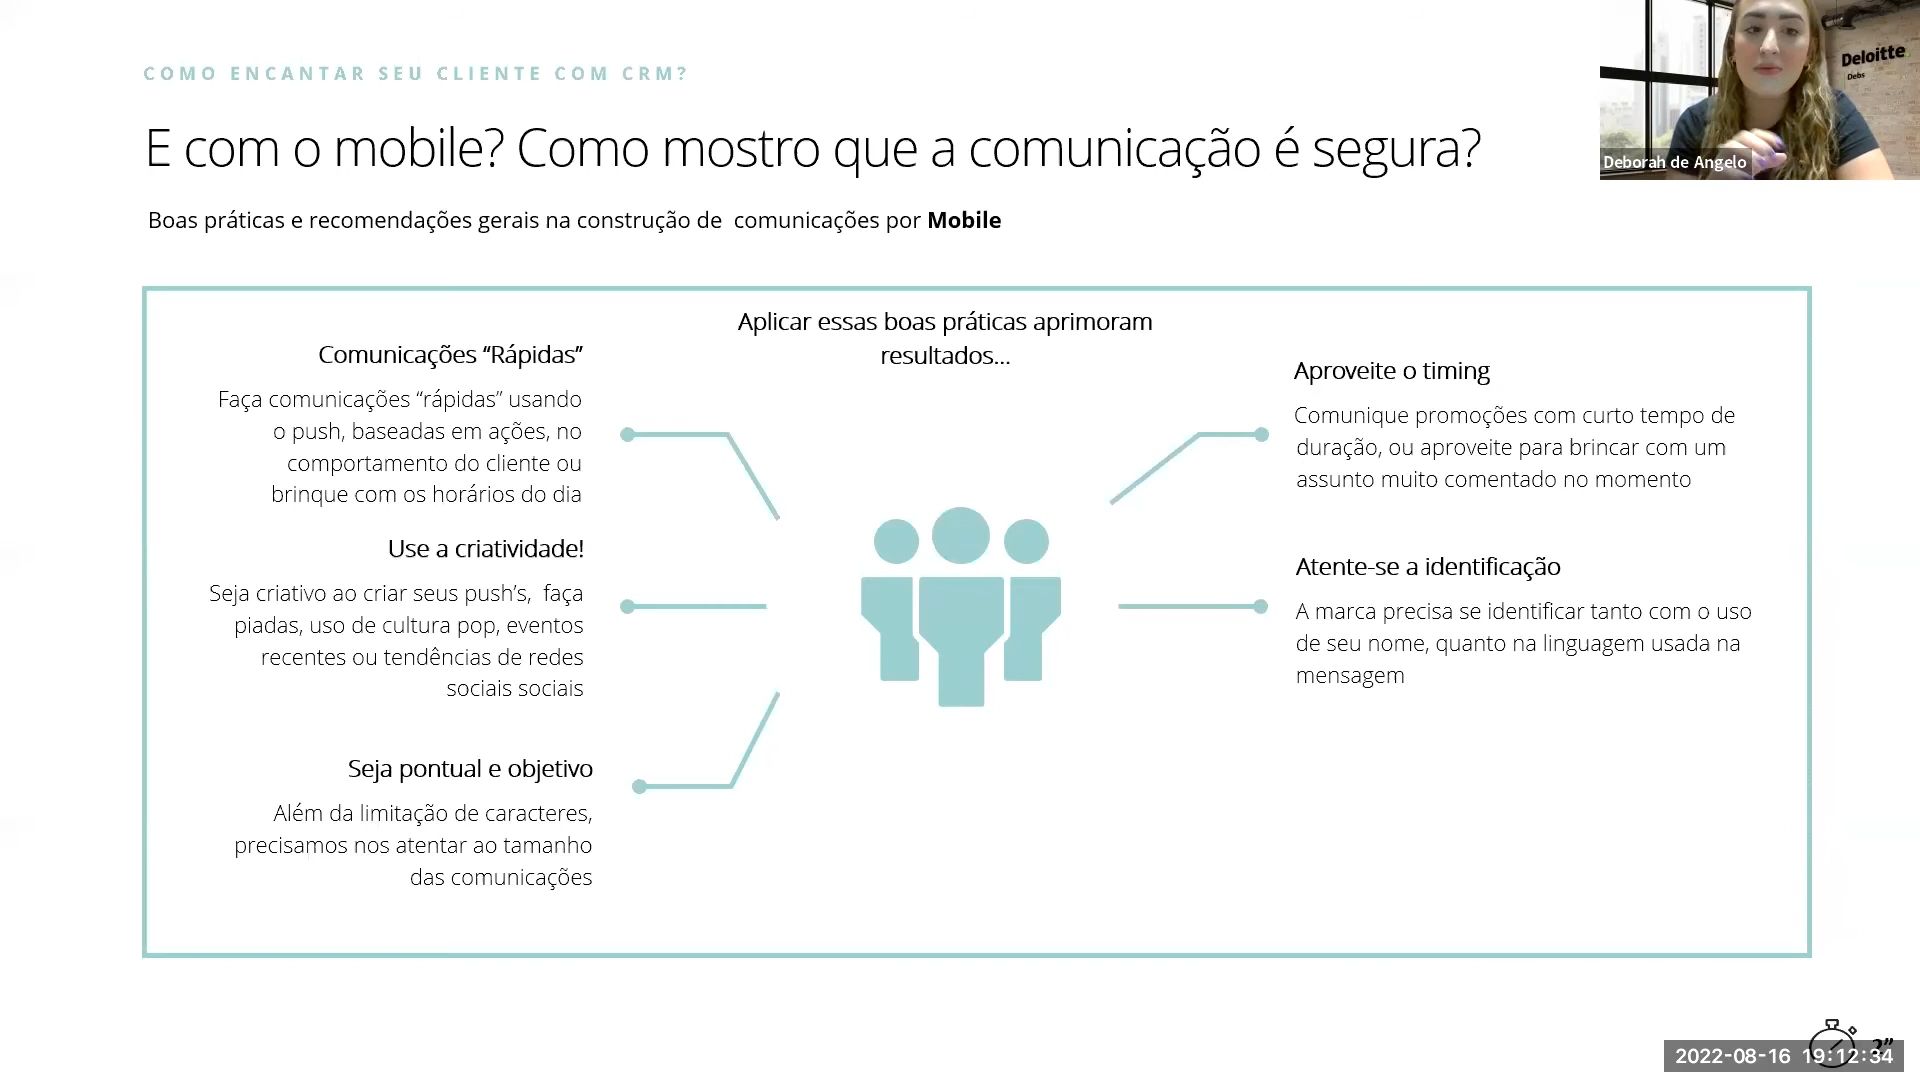 COMO ENCANTAR SEU CLIENTE COM CRM?
E com o mobile? Como mostro que a comunicação é segura?
Boas práticas e recomendações gerais na construção de comunicações por Mobile
Deloitte
Debs
Deborah de Angelo
Aplicar essas boas práticas aprimoram
resultados...
Comunicações “Rápidas”
Faça comunicações “rápidas” usando
o push, baseadas em ações, no
comportamento do cliente ou
brinque com os horários do dia
Use a criatividade!
Seja criativo ao criar seus push’s, faça
piadas, uso de cultura pop, eventos
recentes ou tendências de redes
sociais sociais
Seja pontual e objetivo
Além da limitação de caracteres,
precisamos nos atentar ao tamanho
das comunicações
Aproveite o timing
Comunique promoções com curto tempo de
duração, ou aproveite para brincar com um
assunto muito comentado no momento
Atente-se a identificação
A marca precisa se identificar tanto com o uso
de seu nome, quanto na linguagem usada na
mensagem
2022-08-16 19:12:34